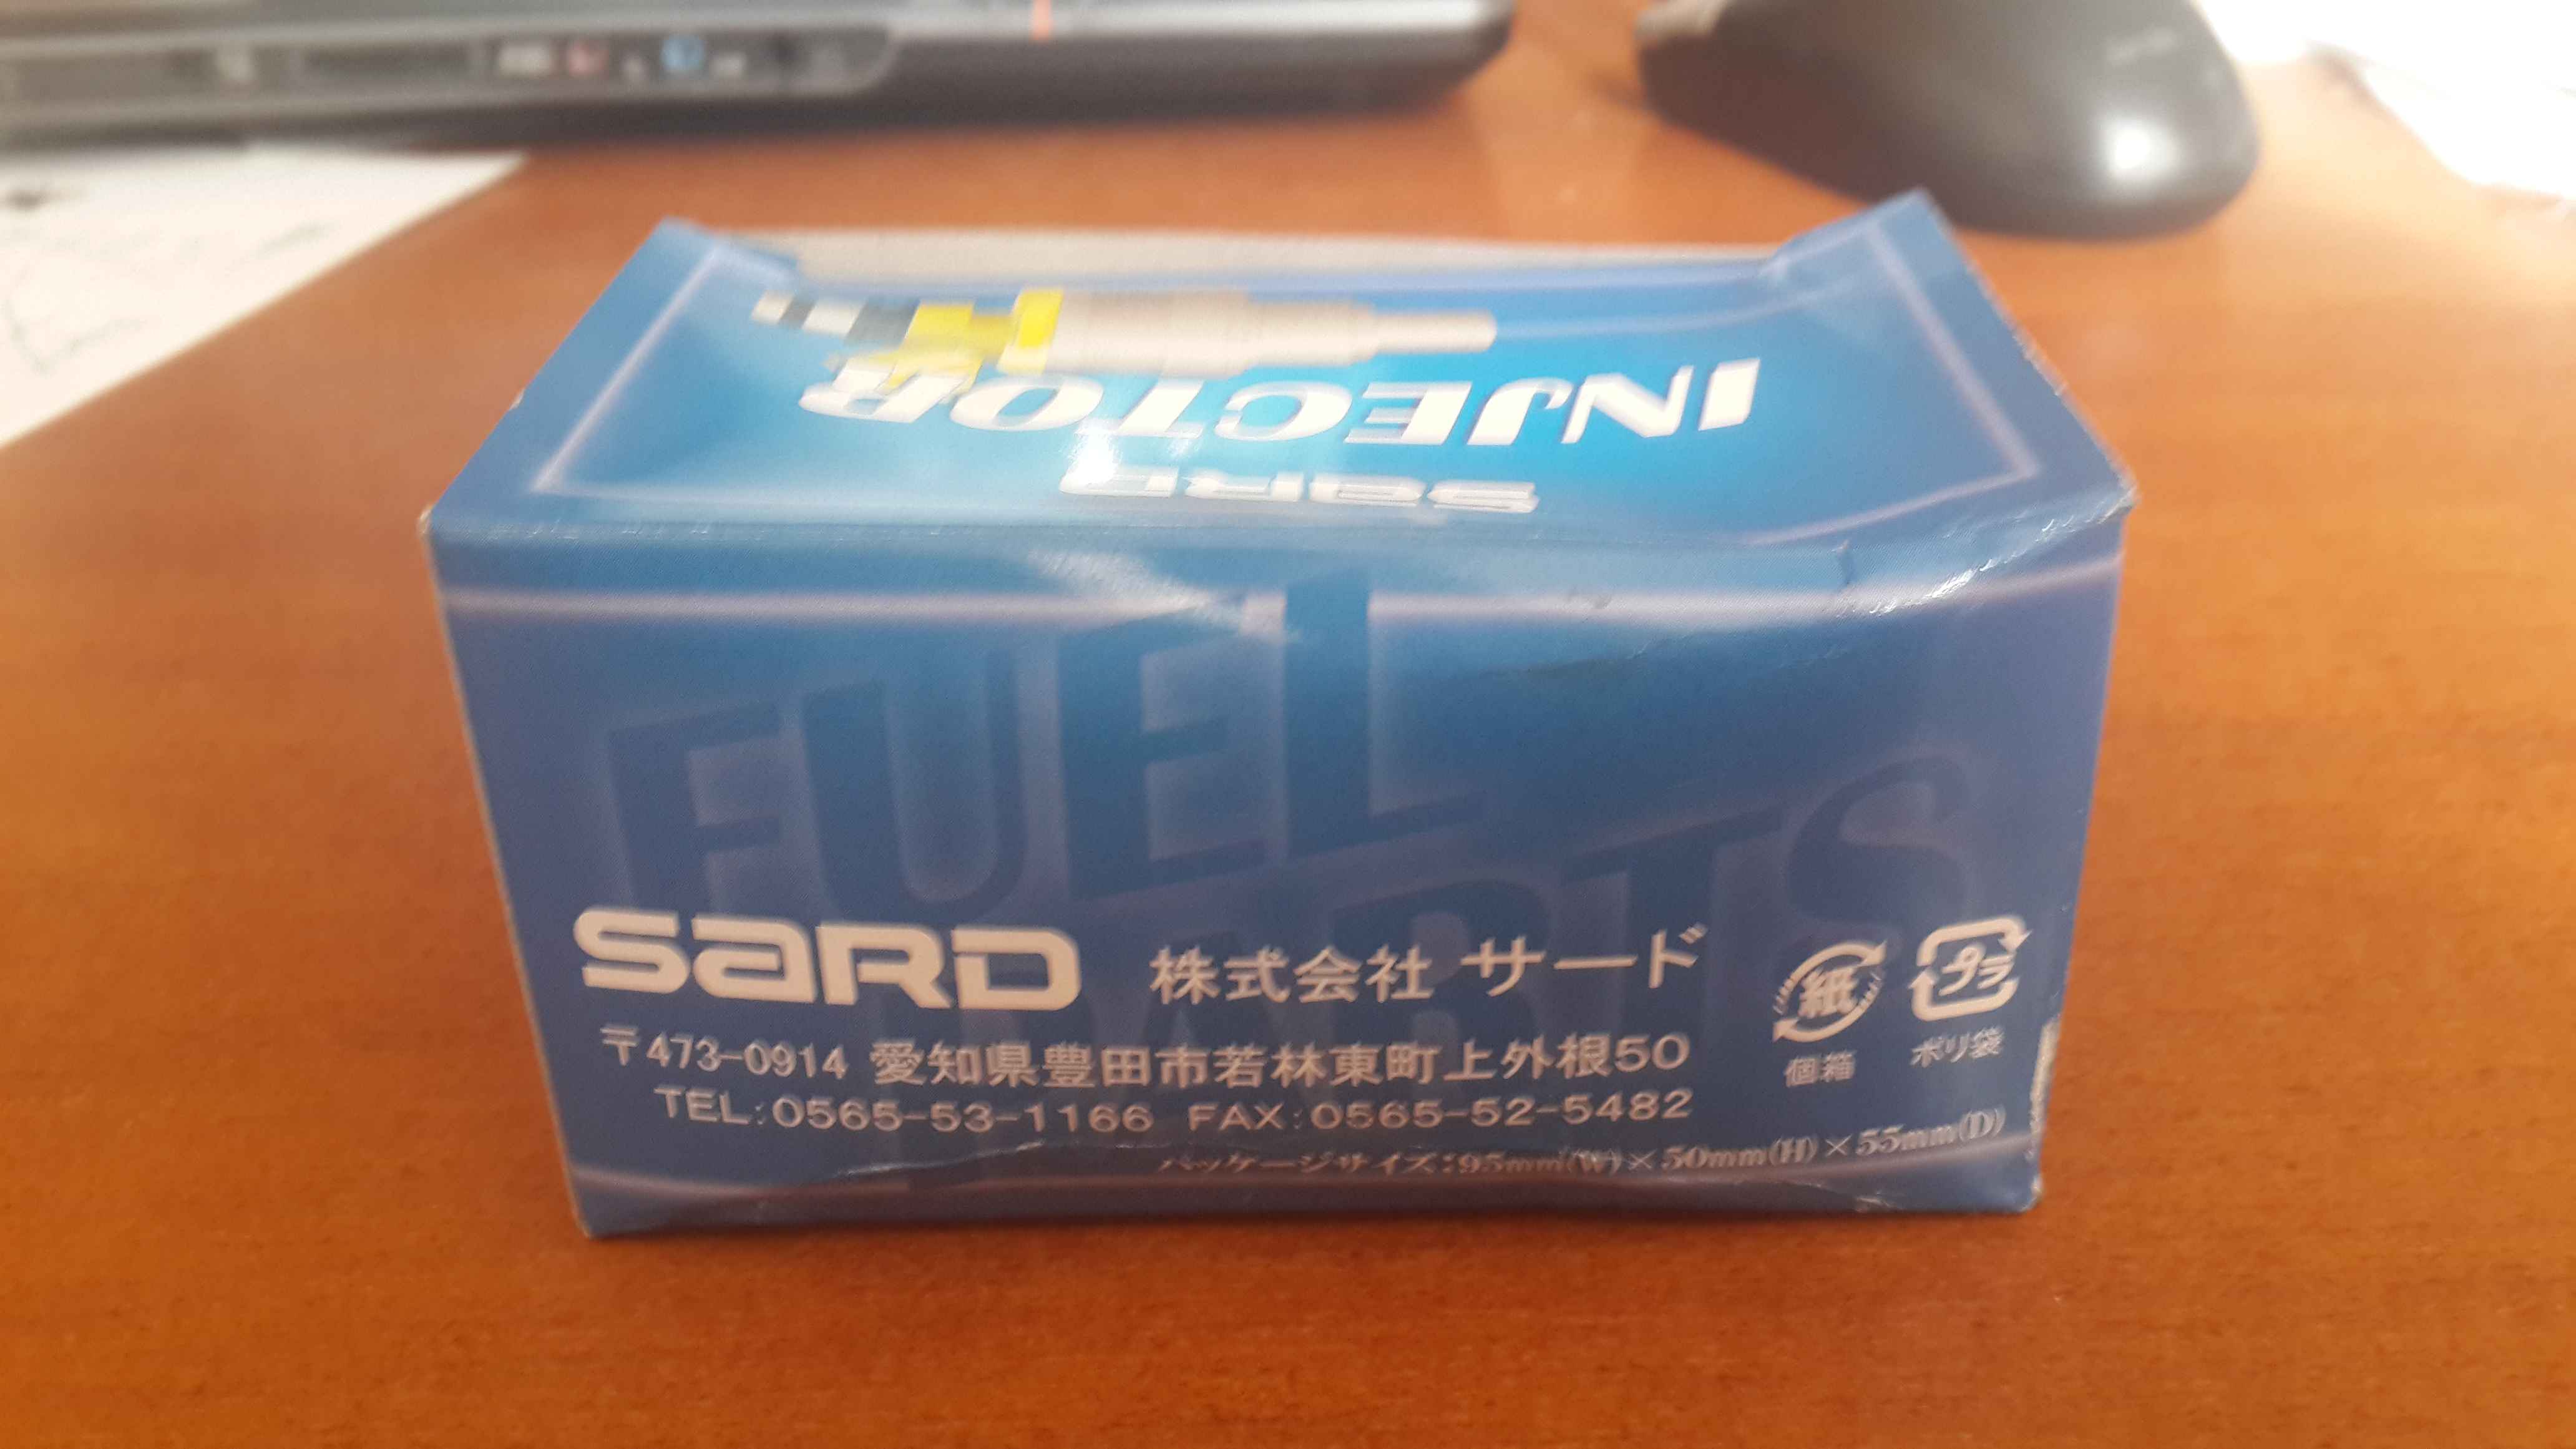 INJECTOR
SARD
FUEL
PARTS
SARD 株式会社 サード
〒473-0914 愛知県豊田市若林東町上外根50
TEL:0565-53-1166 FAX:0565-52-5482
紙 個箱
プラ ポリ袋
パッケージサイズ:95mm(W)×50mm(H)×55mm(D)